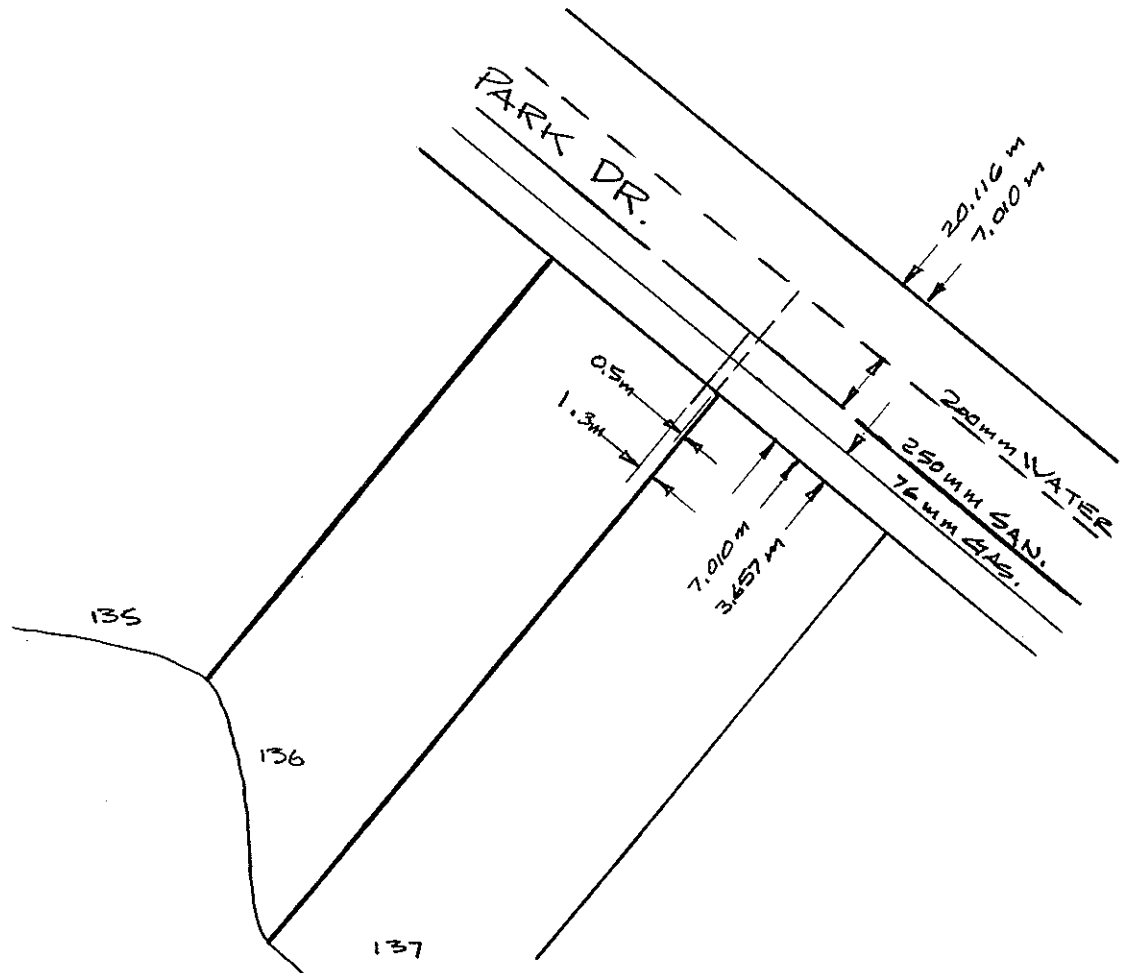 PARK DR.
20.116 m
7.010 m
0.5m
1.3m
200mm WATER
250mm SAN.
76mm GAS.
7.010 m
3.657 m
135
136
137